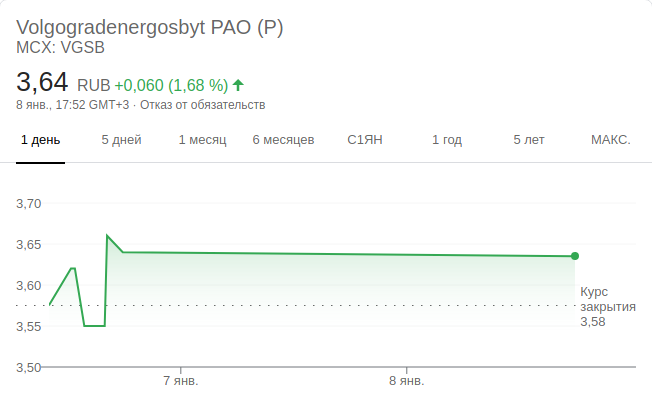 Volgogradenergosbyt PAO (P)
MCX: VGSB
3,64 RUB +0,060 (1,68 %)
8 янв., 17:52 GMT+3 · Отказ от обязательств
1 день 5 дней 1 месяц 6 месяцев С1ЯН 1 год 5 лет МАКС.
3,70
3,65
3,60
3,55
3,50
Курс
закрытия
3,58
7 янв. 8 янв.